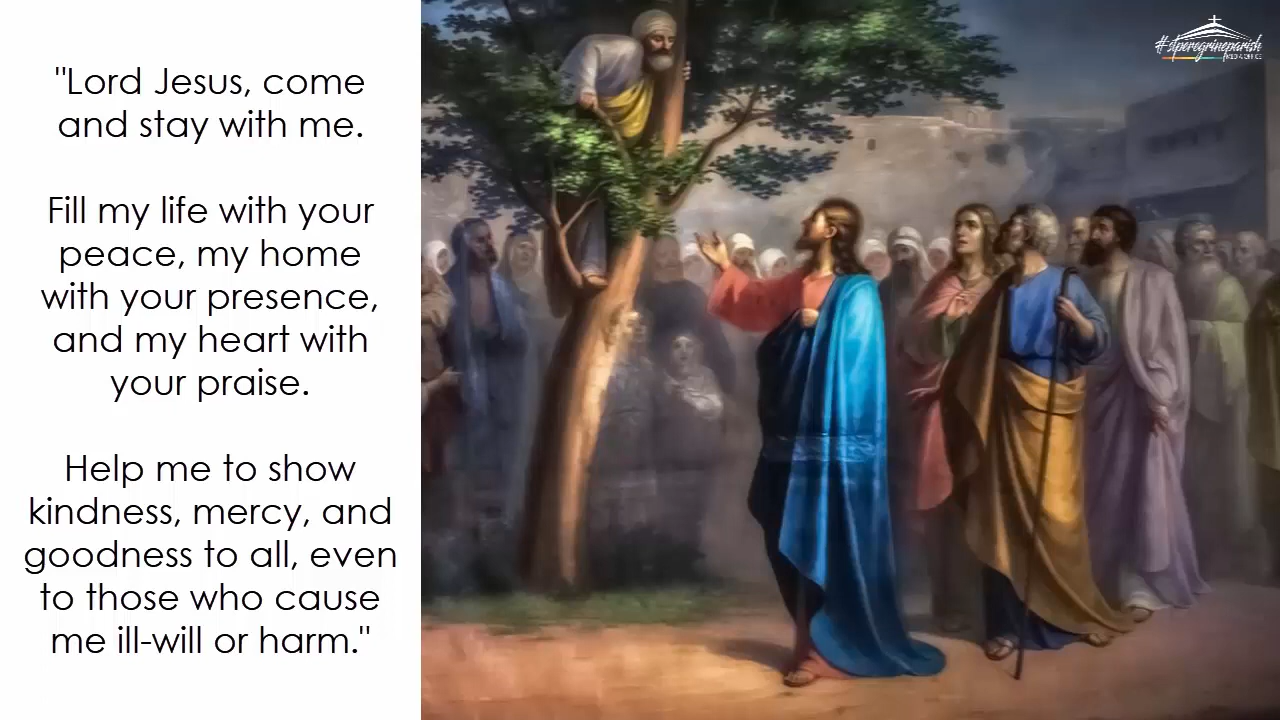 "Lord Jesus, come
and stay with me.
Fill my life with your
peace, my home
with your presence,
and my heart with
your praise.
Help me to show
kindness, mercy, and
goodness to all, even
to those who cause
me ill-will or harm."
#stperegrineparish